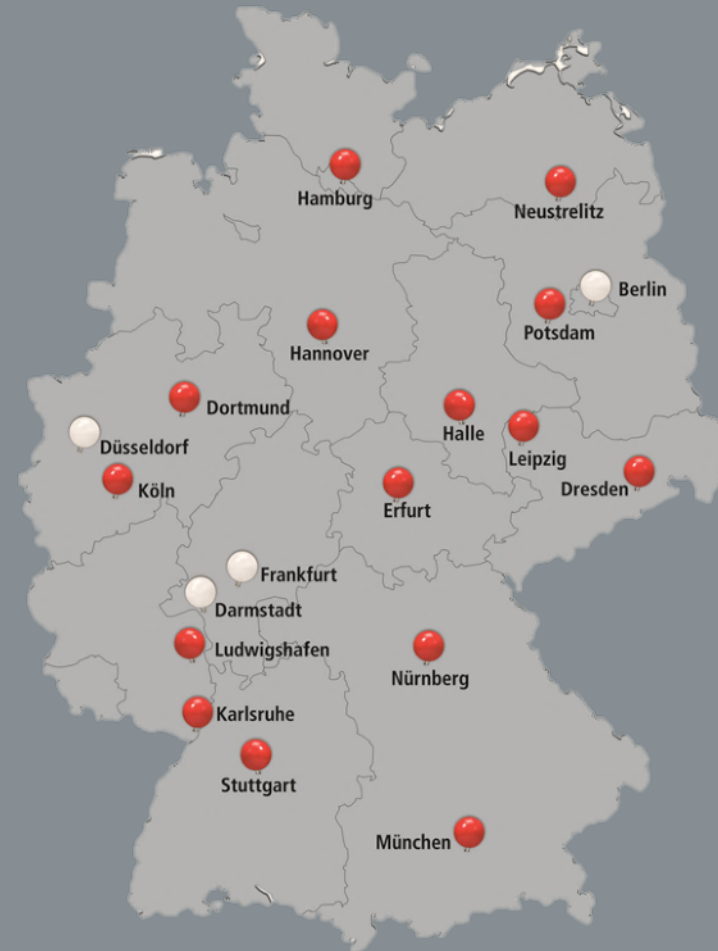 Hamburg
Neustrelitz
Berlin
Potsdam
Hannover
Dortmund
Halle
Düsseldorf
Leipzig
Köln
Dresden
Erfurt
Frankfurt
Darmstadt
Ludwigshafen
Nürnberg
Karlsruhe
Stuttgart
München